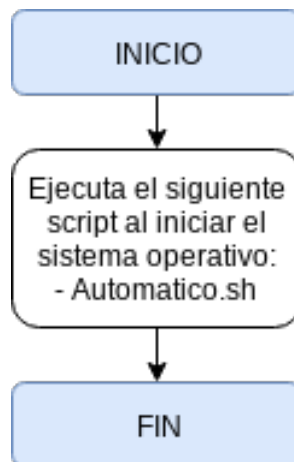 INICIO
Ejecuta el siguiente
script al iniciar el
sistema operativo:
- Automatico.sh
FIN